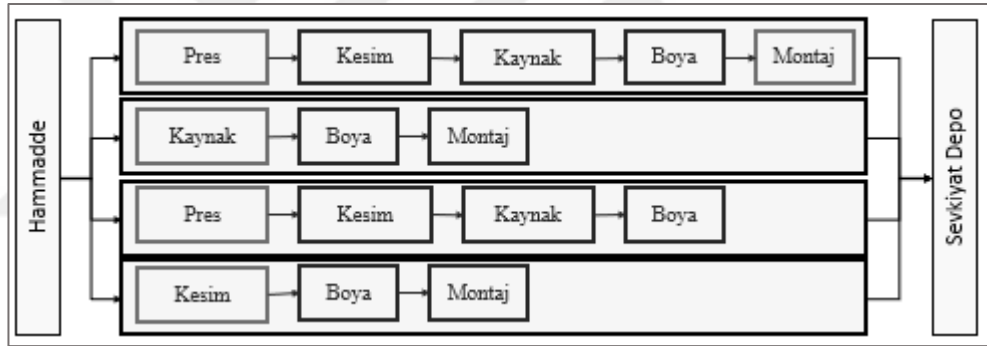 Hammadde
Pres Kesim Kaynak Boya Montaj
Kaynak Boya Montaj
Pres Kesim Kaynak Boya
Kesim Boya Montaj
Sevkiyat Depo